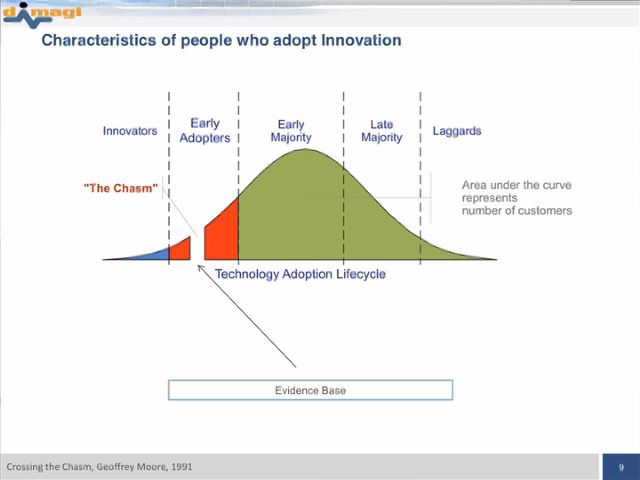 dimagi
Characteristics of people who adopt Innovation
Innovators
Early
Adopters
Early
Majority
Late
Majority
Laggards
"The Chasm"
Area under the curve
represents
number of customers
Technology Adoption Lifecycle
Evidence Base
Crossing the Chasm, Geoffrey Moore, 1991
9